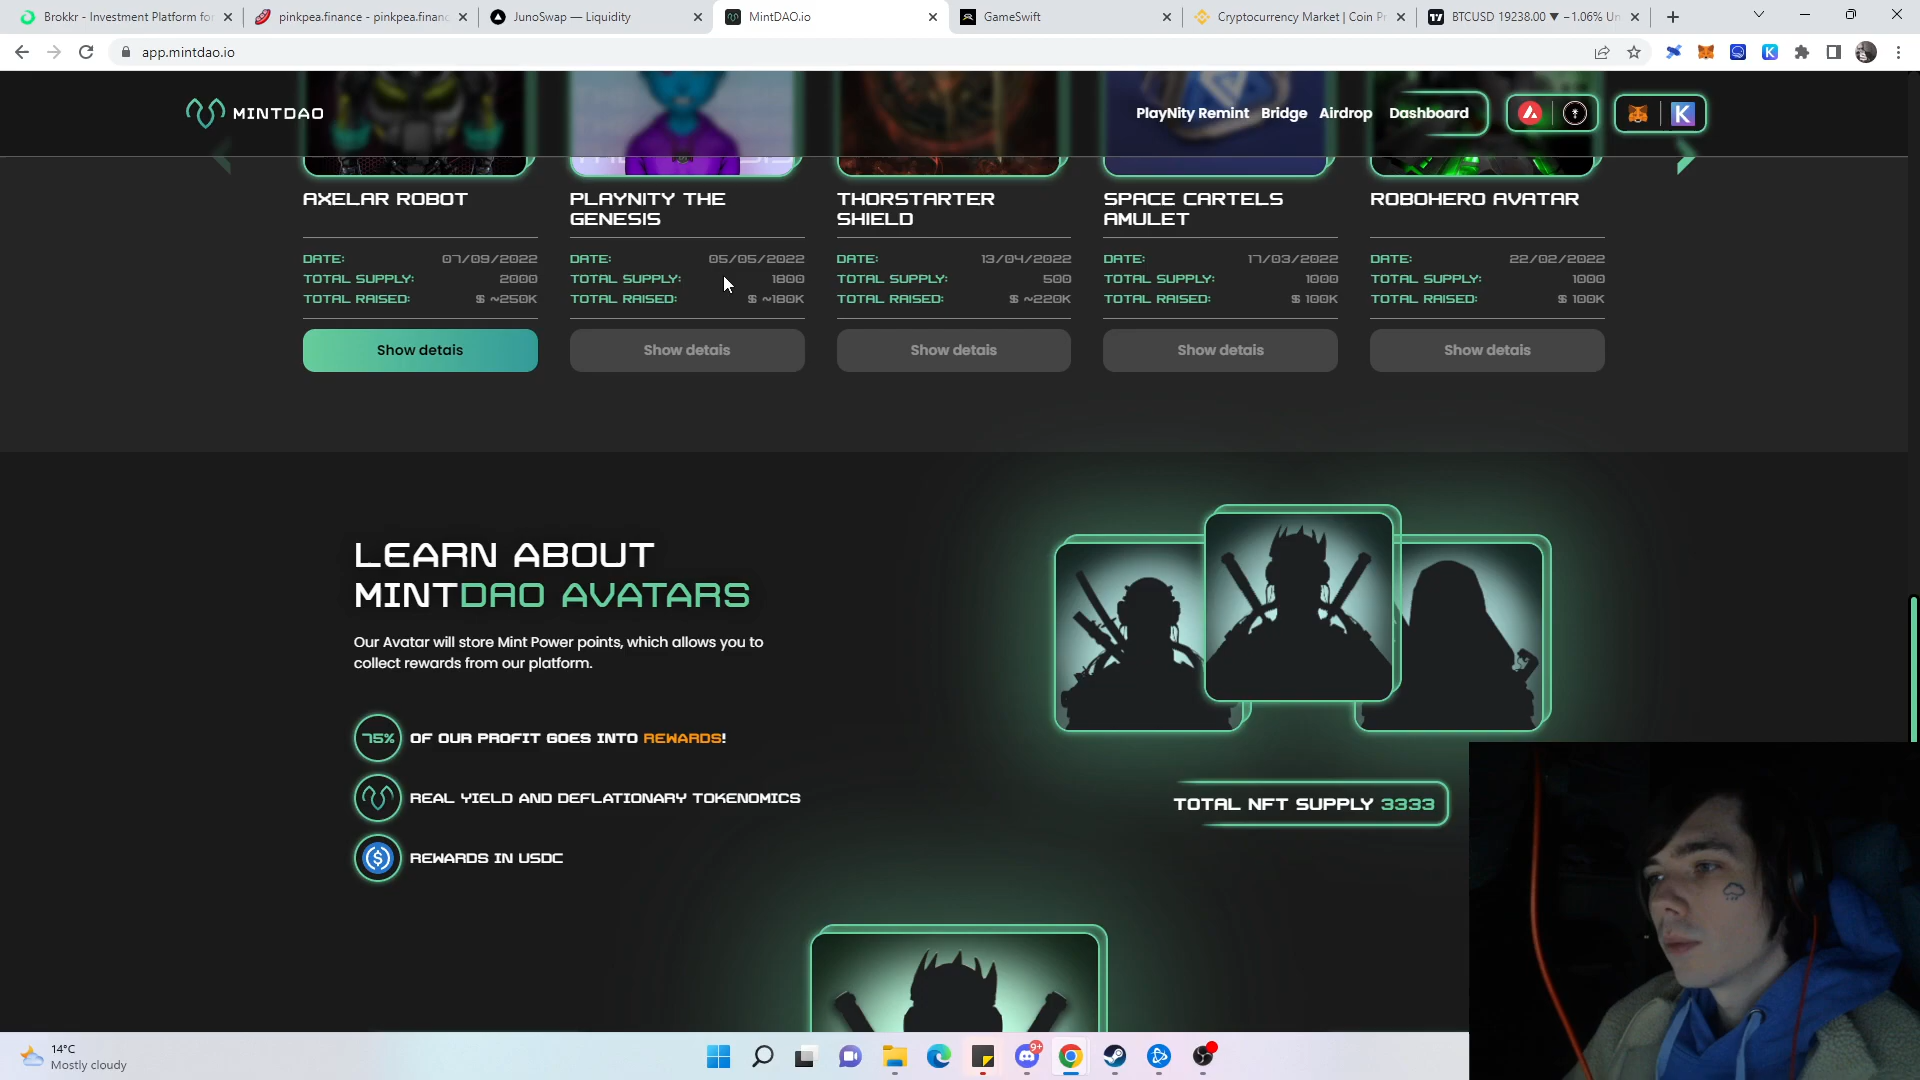 Brokkr - Investment Platform for
pinkpea.finance - pinkpea.financ
JunoSwap — Liquidity
MintDAO.io
GameSwift
Cryptocurrency Market | Coin Pr
BTCUSD 19238.00 ▼ −1.06% Un
app.mintdao.io
MINTDAO
PlayNity Remint
Bridge
Airdrop
Dashboard
AXELAR ROBOT
DATE: 07/09/2022
TOTAL SUPPLY: 2000
TOTAL RAISED: $ ~250K
Show detais
PLAYNITY THE
GENESIS
DATE: 05/05/2022
TOTAL SUPPLY: 1800
TOTAL RAISED: $ ~180K
Show detais
THORSTARTER
SHIELD
DATE: 13/04/2022
TOTAL SUPPLY: 500
TOTAL RAISED: $ ~220K
Show detais
SPACE CARTELS
AMULET
DATE: 17/03/2022
TOTAL SUPPLY: 1000
TOTAL RAISED: $ 100K
Show detais
ROBOHERO AVATAR
DATE: 22/02/2022
TOTAL SUPPLY: 1000
TOTAL RAISED: $ 100K
Show detais
LEARN ABOUT
MINTDAO AVATARS
Our Avatar will store Mint Power points, which allows you to
collect rewards from our platform.
75% OF OUR PROFIT GOES INTO REWARDS!
REAL YIELD AND DEFLATIONARY TOKENOMICS
REWARDS IN USDC
TOTAL NFT SUPPLY 3333
14°C
Mostly cloudy
9+